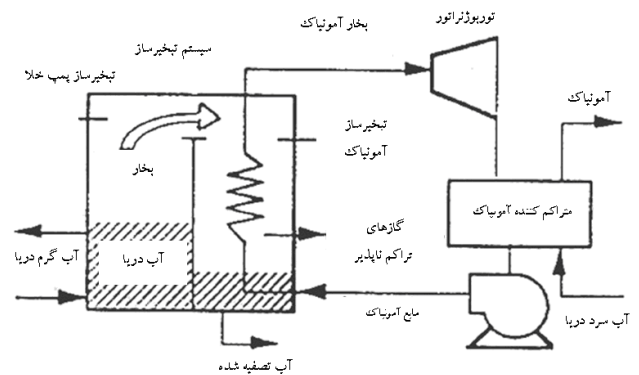 توربوژنراتور
بخار آمونیاک
سیستم تبخیرساز
تبخیرساز پمپ خلا
آمونیاک
تبخیرساز
آمونیاک
بخار
متراکم کننده آمونیاک
گازهای
تراکم ناپذیر
آب دریا
آب گرم دریا
مایع آمونیاک
آب سرد دریا
آب تصفیه شده